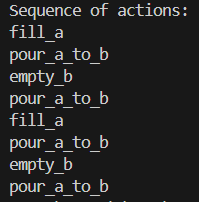 Sequence of actions:
fill_a
pour_a_to_b
empty_b
pour_a_to_b
fill_a
pour_a_to_b
empty_b
pour_a_to_b